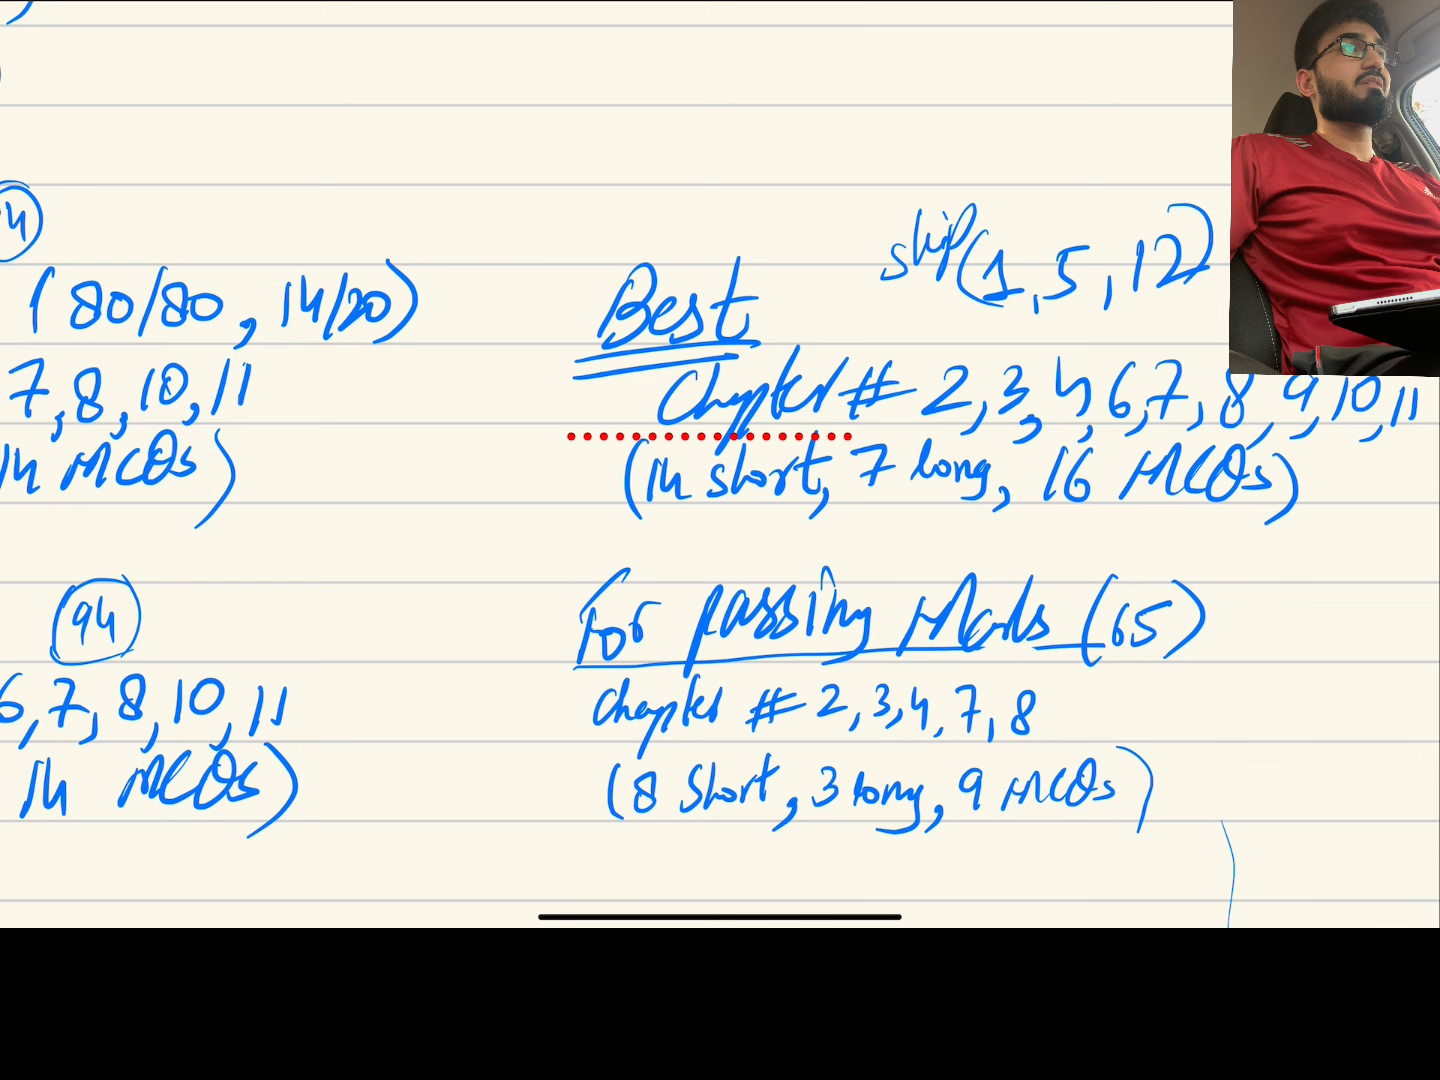 (80/80, 14/20)
7, 8, 10, 11
14 MCQs)
94
6, 7, 8, 10, 11
14 MCQs)
skip (1, 5, 12)
Best
Chapter # 2, 3, 4, 6, 7, 8, 9, 10, 11
(14 short, 7 long, 16 MCQs)
For passing Marks (65)
Chapter # 2, 3, 4, 7, 8
(8 Short, 3 long, 9 MCQs)